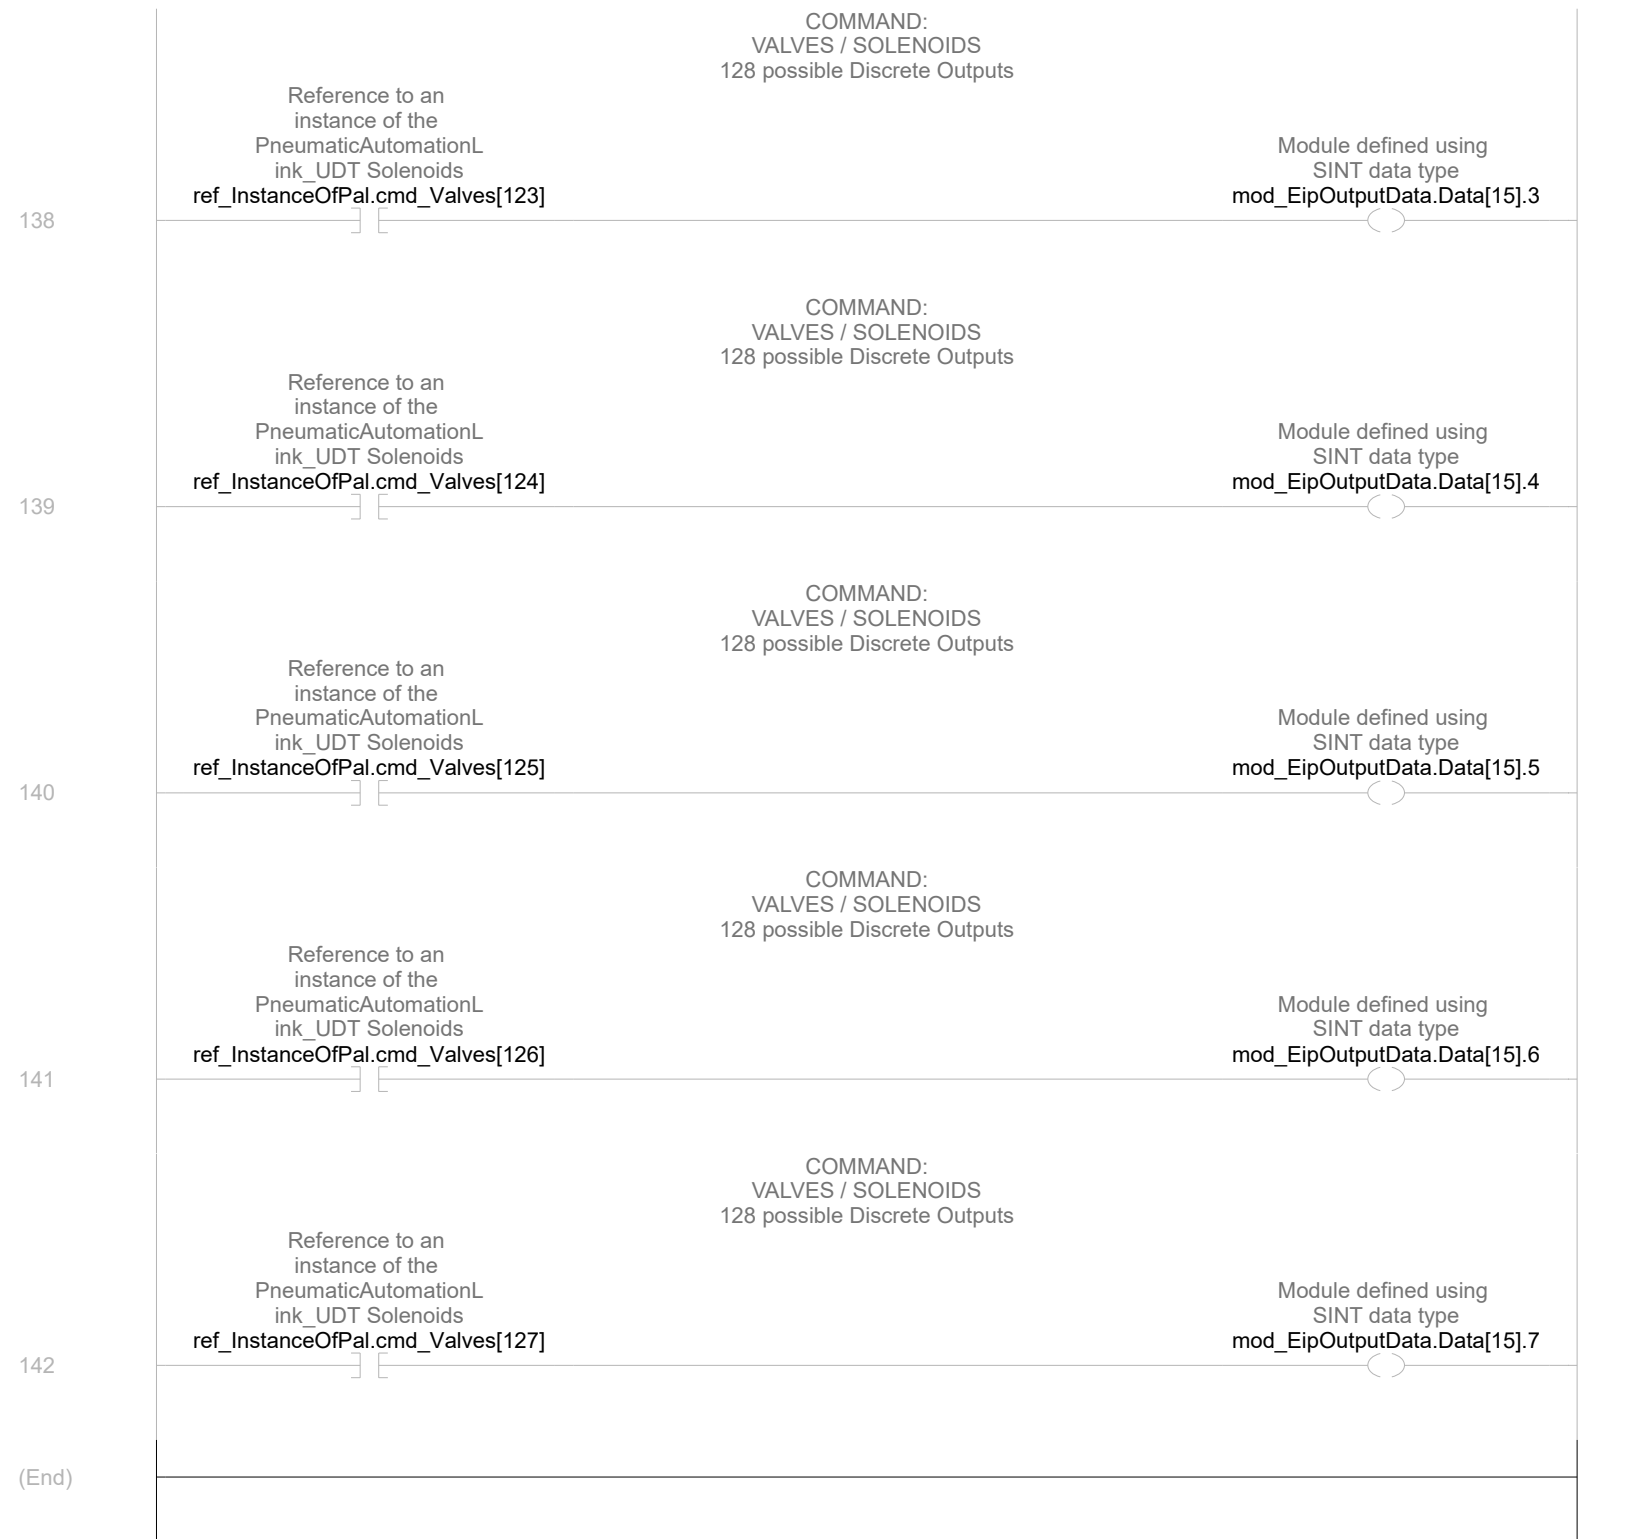 COMMAND:
VALVES / SOLENOIDS
128 possible Discrete Outputs
Reference to an
instance of the
PneumaticAutomationL
ink_UDT Solenoids
ref_InstanceOfPal.cmd_Valves[123]
Module defined using
SINT data type
mod_EipOutputData.Data[15].3
138
COMMAND:
VALVES / SOLENOIDS
128 possible Discrete Outputs
Reference to an
instance of the
PneumaticAutomationL
ink_UDT Solenoids
ref_InstanceOfPal.cmd_Valves[124]
Module defined using
SINT data type
mod_EipOutputData.Data[15].4
139
COMMAND:
VALVES / SOLENOIDS
128 possible Discrete Outputs
Reference to an
instance of the
PneumaticAutomationL
ink_UDT Solenoids
ref_InstanceOfPal.cmd_Valves[125]
Module defined using
SINT data type
mod_EipOutputData.Data[15].5
140
COMMAND:
VALVES / SOLENOIDS
128 possible Discrete Outputs
Reference to an
instance of the
PneumaticAutomationL
ink_UDT Solenoids
ref_InstanceOfPal.cmd_Valves[126]
Module defined using
SINT data type
mod_EipOutputData.Data[15].6
141
COMMAND:
VALVES / SOLENOIDS
128 possible Discrete Outputs
Reference to an
instance of the
PneumaticAutomationL
ink_UDT Solenoids
ref_InstanceOfPal.cmd_Valves[127]
Module defined using
SINT data type
mod_EipOutputData.Data[15].7
142
(End)